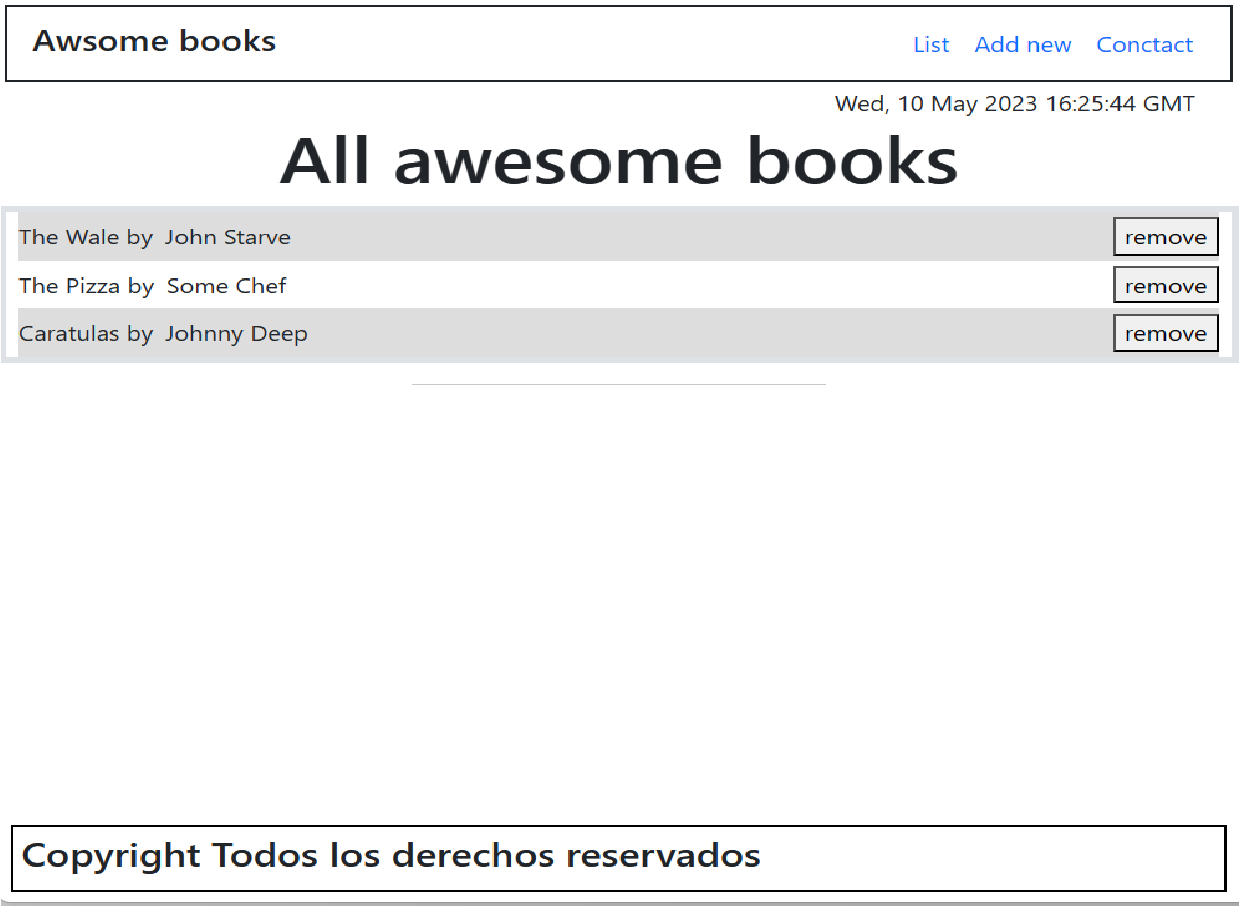 Awsome books
List Add new Conctact
Wed, 10 May 2023 16:25:44 GMT
All awesome books
The Wale by John Starve remove
The Pizza by Some Chef remove
Caratulas by Johnny Deep remove
Copyright Todos los derechos reservados